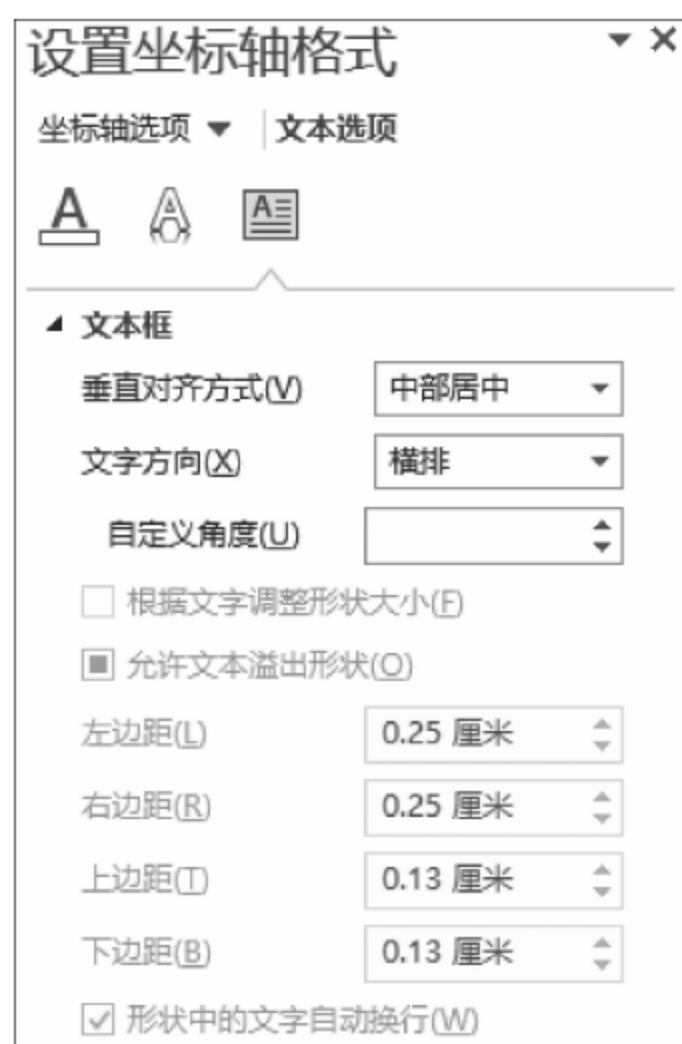 设置坐标轴格式
坐标轴选项 文本选项
文本框
垂直对齐方式(V) 中部居中
文字方向(X) 横排
自定义角度(U)
根据文字调整形状大小(F)
允许文本溢出形状(O)
左边距(L) 0.25 厘米
右边距(R) 0.25 厘米
上边距(T) 0.13 厘米
下边距(B) 0.13 厘米
形状中的文字自动换行(W)